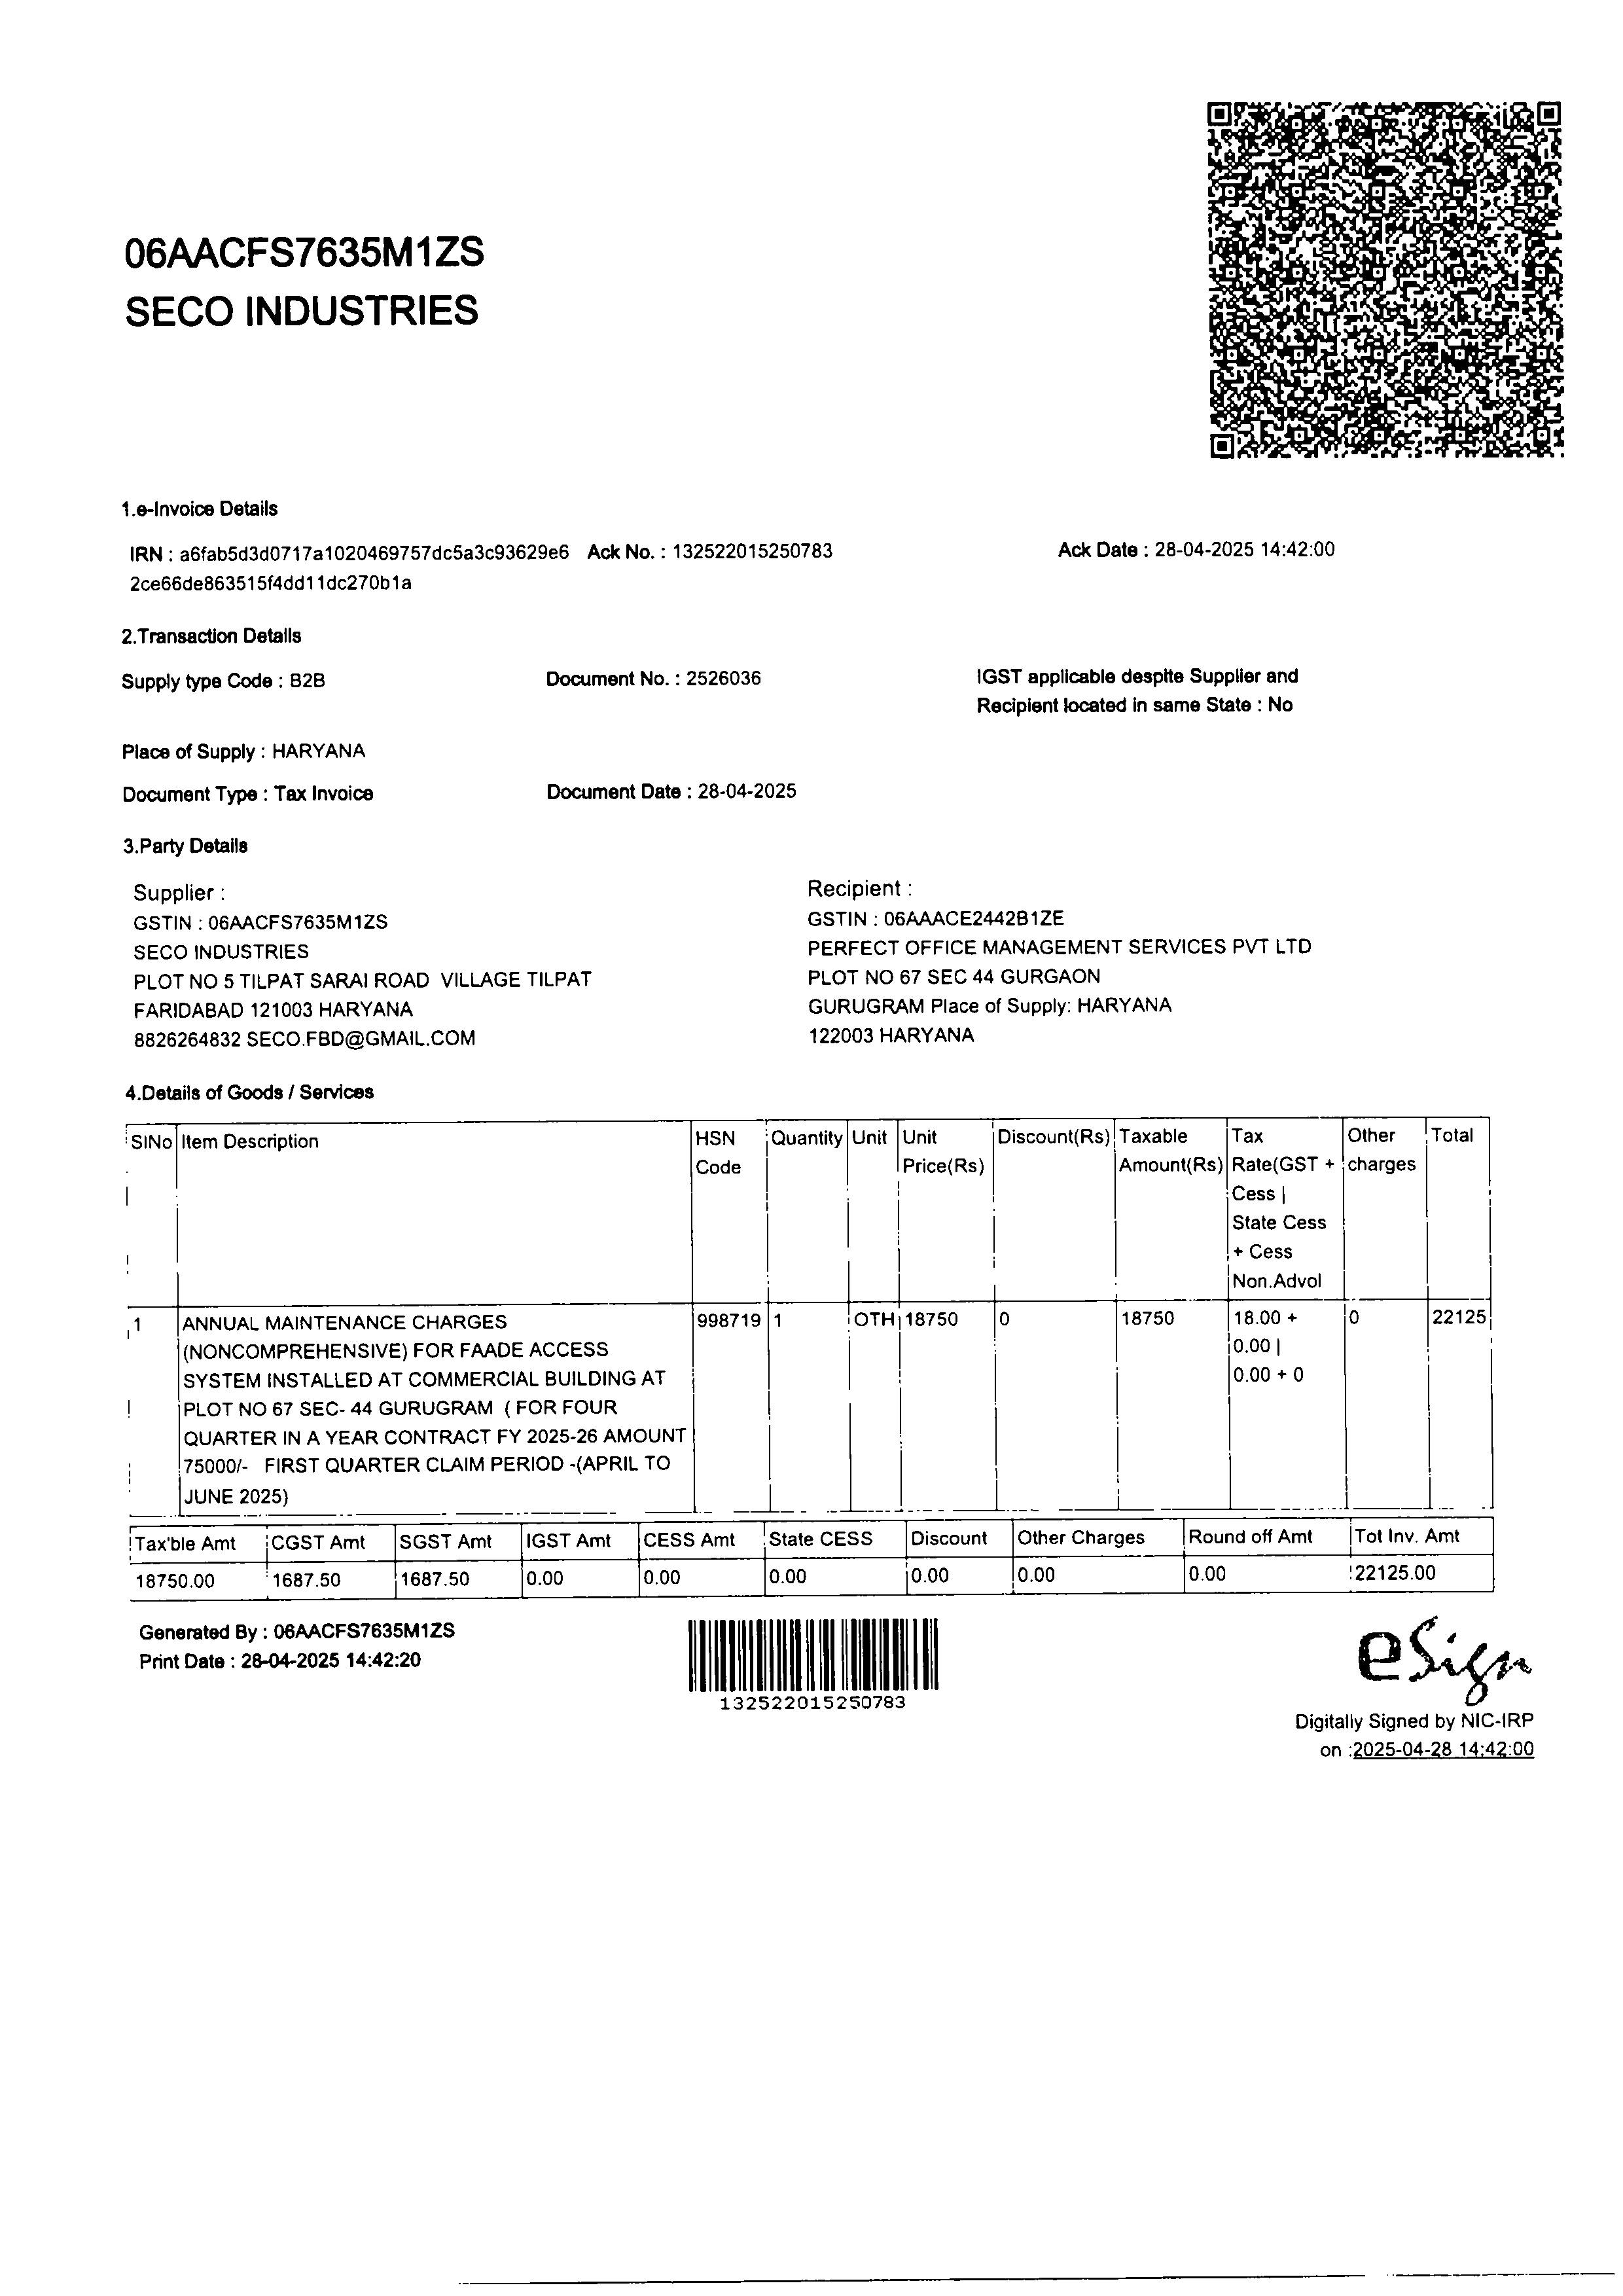 06AACFS7635M1ZS
SECO INDUSTRIES
1.e-Invoice Details
IRN : a6fab5d3d0717a1020469757dc5a3c93629e6 Ack No. : 132522015250783 Ack Date : 28-04-2025 14:42:00
2ce66de863515f4dd11dc270b1a
2.Transaction Details
Supply type Code : B2B Document No. : 2526036 IGST applicable despite Supplier and
Recipient located in same State : No
Place of Supply : HARYANA
Document Type : Tax Invoice Document Date : 28-04-2025
3.Party Details
Supplier :
GSTIN : 06AACFS7635M1ZS
SECO INDUSTRIES
PLOT NO 5 TILPAT SARAI ROAD VILLAGE TILPAT
FARIDABAD 121003 HARYANA
8826264832 SECO.FBD@GMAIL.COM
Recipient :
GSTIN : 06AAACE2442B1ZE
PERFECT OFFICE MANAGEMENT SERVICES PVT LTD
PLOT NO 67 SEC 44 GURGAON
GURUGRAM Place of Supply: HARYANA
122003 HARYANA
4.Details of Goods / Services
SlNo Item Description HSN Quantity Unit Unit Discount(Rs) Taxable Tax Other Total
Code Price(Rs) Amount(Rs) Rate(GST + charges
Cess |
State Cess
+ Cess
Non.Advol
1 ANNUAL MAINTENANCE CHARGES 998719 1 OTH 18750 0 18750 18.00 + 0 22125
(NONCOMPREHENSIVE) FOR FAADE ACCESS 0.00 |
SYSTEM INSTALLED AT COMMERCIAL BUILDING AT 0.00 + 0
PLOT NO 67 SEC- 44 GURUGRAM ( FOR FOUR
QUARTER IN A YEAR CONTRACT FY 2025-26 AMOUNT
75000/- FIRST QUARTER CLAIM PERIOD -(APRIL TO
JUNE 2025)
Tax'ble Amt CGST Amt SGST Amt IGST Amt CESS Amt State CESS Discount Other Charges Round off Amt Tot Inv. Amt
18750.00 1687.50 1687.50 0.00 0.00 0.00 0.00 0.00 0.00 22125.00
Generated By : 06AACFS7635M1ZS
Print Date : 28-04-2025 14:42:20
132522015250783
eSign
Digitally Signed by NIC-IRP
on :2025-04-28 14:42:00